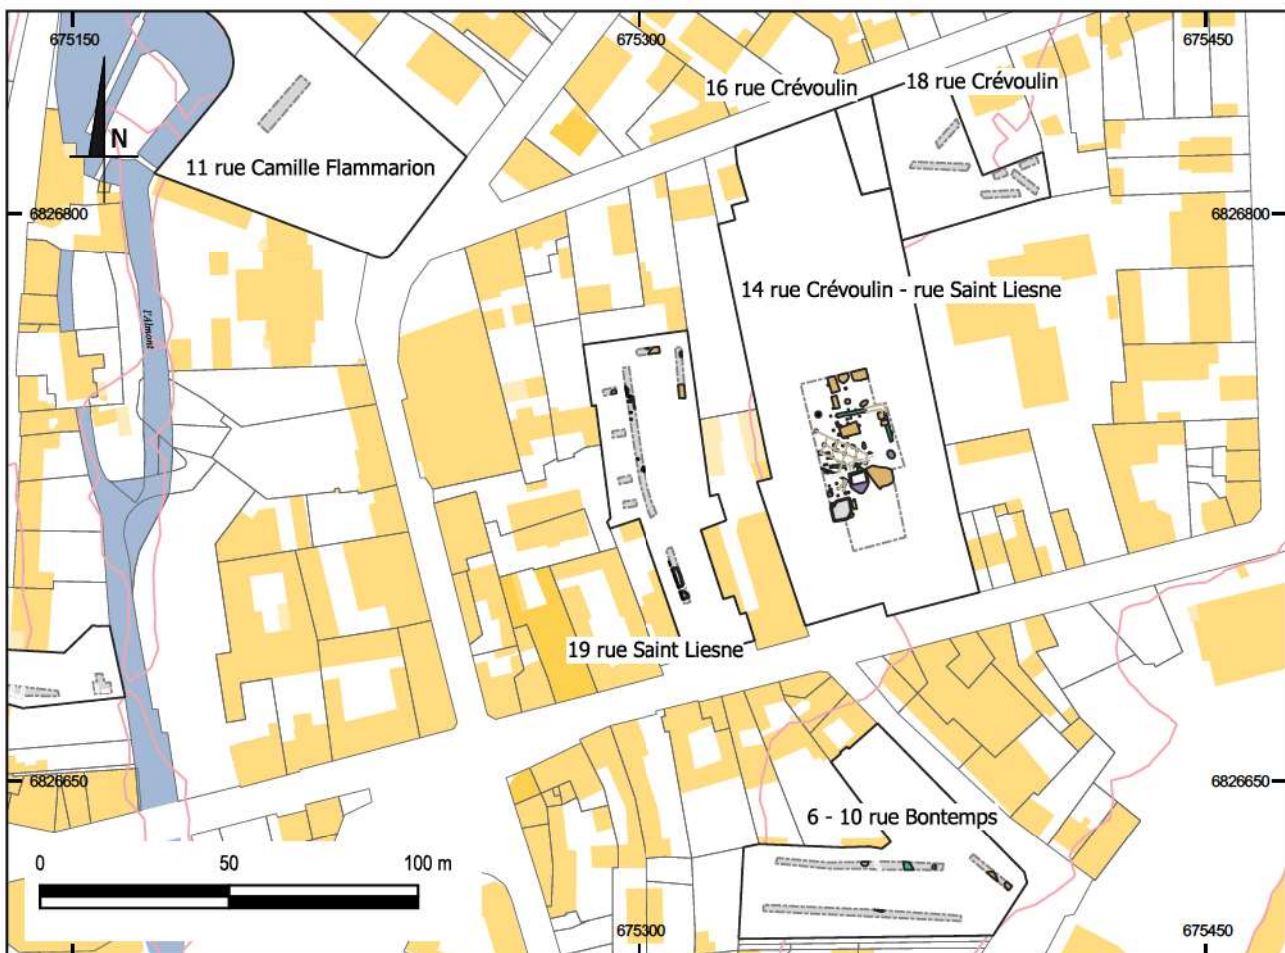 675150
675300
675450
16 rue Crévoulin
18 rue Crévoulin
N
11 rue Camille Flammarion
6826800
6826800
14 rue Crévoulin - rue Saint Liesne
l'Almont
19 rue Saint Liesne
6826650
6826650
6 - 10 rue Bontemps
0
50
100 m
675300
675450